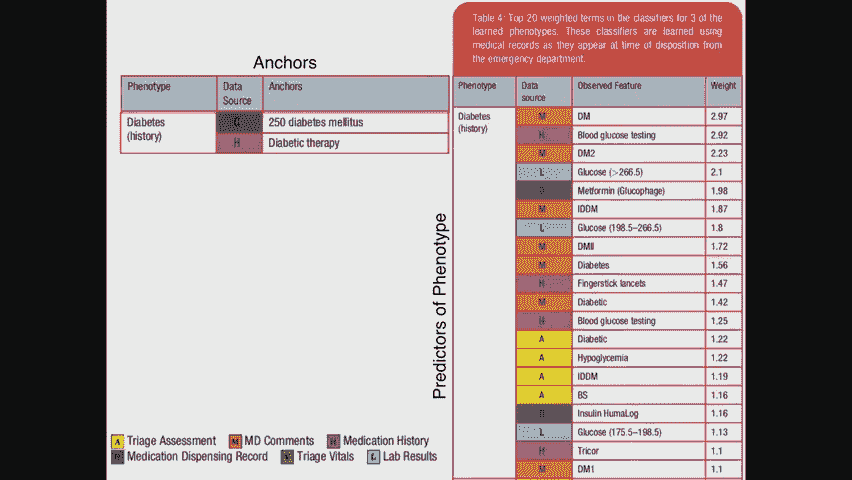 Table 4: Top 20 weighted terms in the classifiers for 3 of the
learned phenotypes. These classifiers are learned using
medical records as they appear at time of disposition from
the emergency department.
Anchors
Phenotype Data Source Anchors
Diabetes (history) 250 diabetes mellitus
H Diabetic therapy
Predictors of Phenotype
Phenotype Data source Observed Feature Weight
Diabetes (history) M DM 2.97
H Blood glucose testing 2.92
M DM2 2.23
L Glucose (>266.5) 2.1
D Metformin (Glucophage) 1.98
M IDDM 1.87
L Glucose (198.5–266.5) 1.8
M DMII 1.72
M Diabetes 1.56
H Fingerstick lancets 1.47
M Diabetic 1.42
H Blood glucose testing 1.25
A Diabetic 1.22
A Hypoglycemia 1.22
A IDDM 1.19
A BS 1.16
D Insulin HumaLog 1.16
L Glucose (175.5–198.5) 1.13
H Tricor 1.1
M DM1 1.1
A Triage Assessment M MD Comments H Medication History
Medication Dispensing Record Triage Vitals L Lab Results